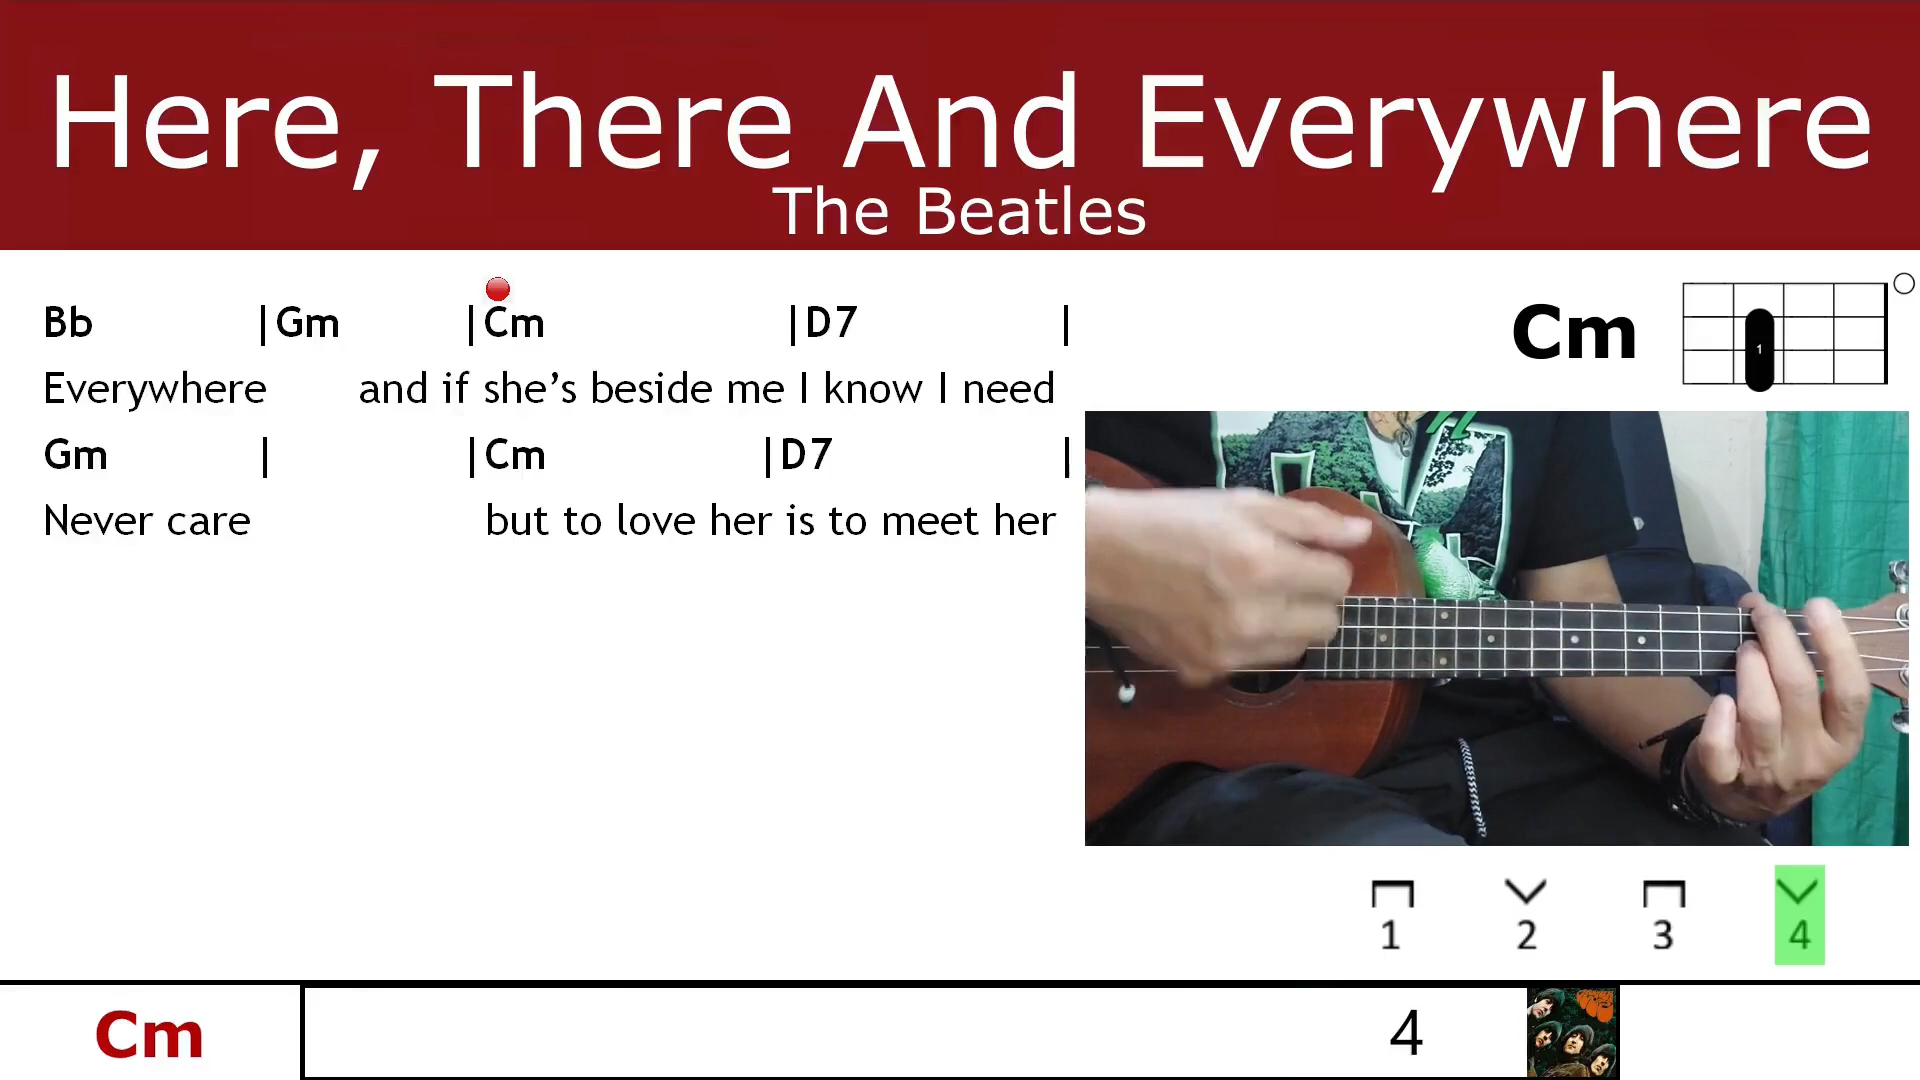 Here, There And Everywhere
The Beatles
Bb |Gm |Cm |D7 |
Everywhere and if she’s beside me I know I need
Gm | |Cm |D7 |
Never care but to love her is to meet her
Cm
1
1 2 3 4
Cm
4